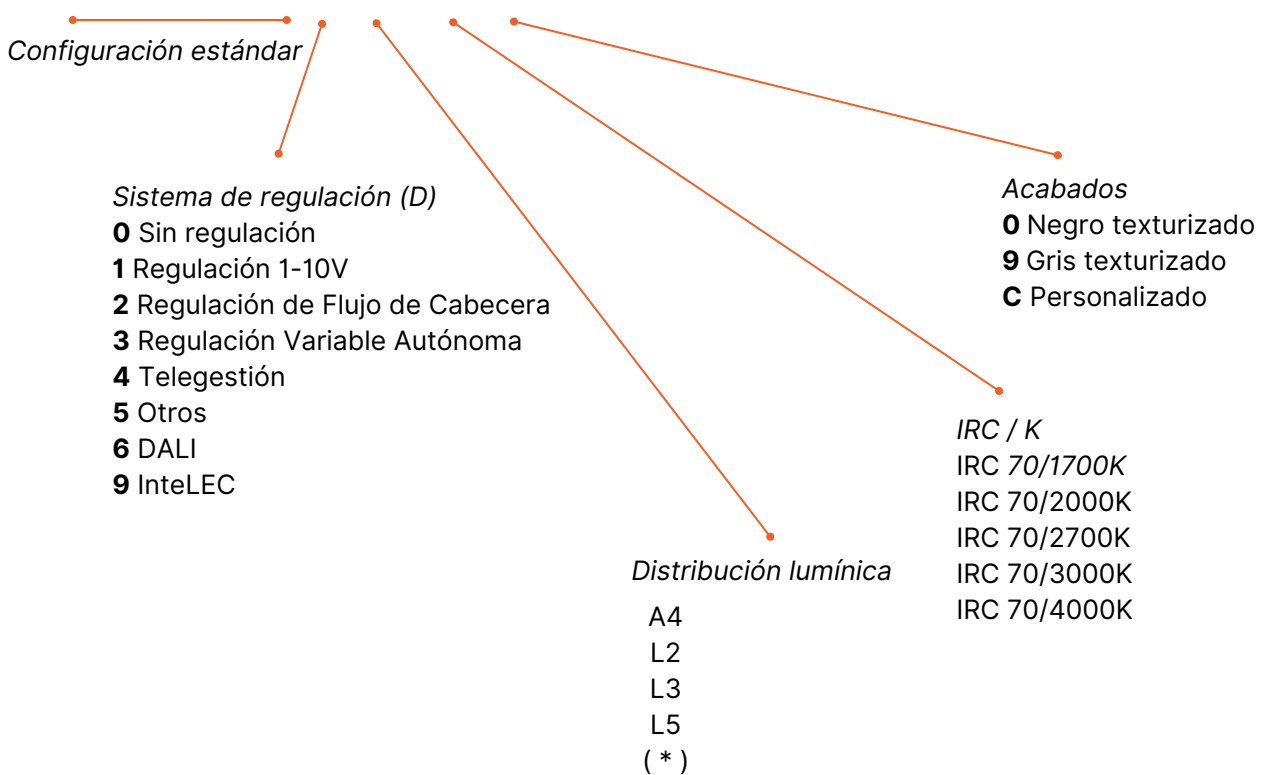 Configuración estándar
Sistema de regulación (D)
0 Sin regulación
1 Regulación 1-10V
2 Regulación de Flujo de Cabecera
3 Regulación Variable Autónoma
4 Telegestión
5 Otros
6 DALI
9 InteLEC
Distribución lumínica
A4
L2
L3
L5
( * )
IRC / K
IRC 70/1700K
IRC 70/2000K
IRC 70/2700K
IRC 70/3000K
IRC 70/4000K
Acabados
0 Negro texturizado
9 Gris texturizado
C Personalizado